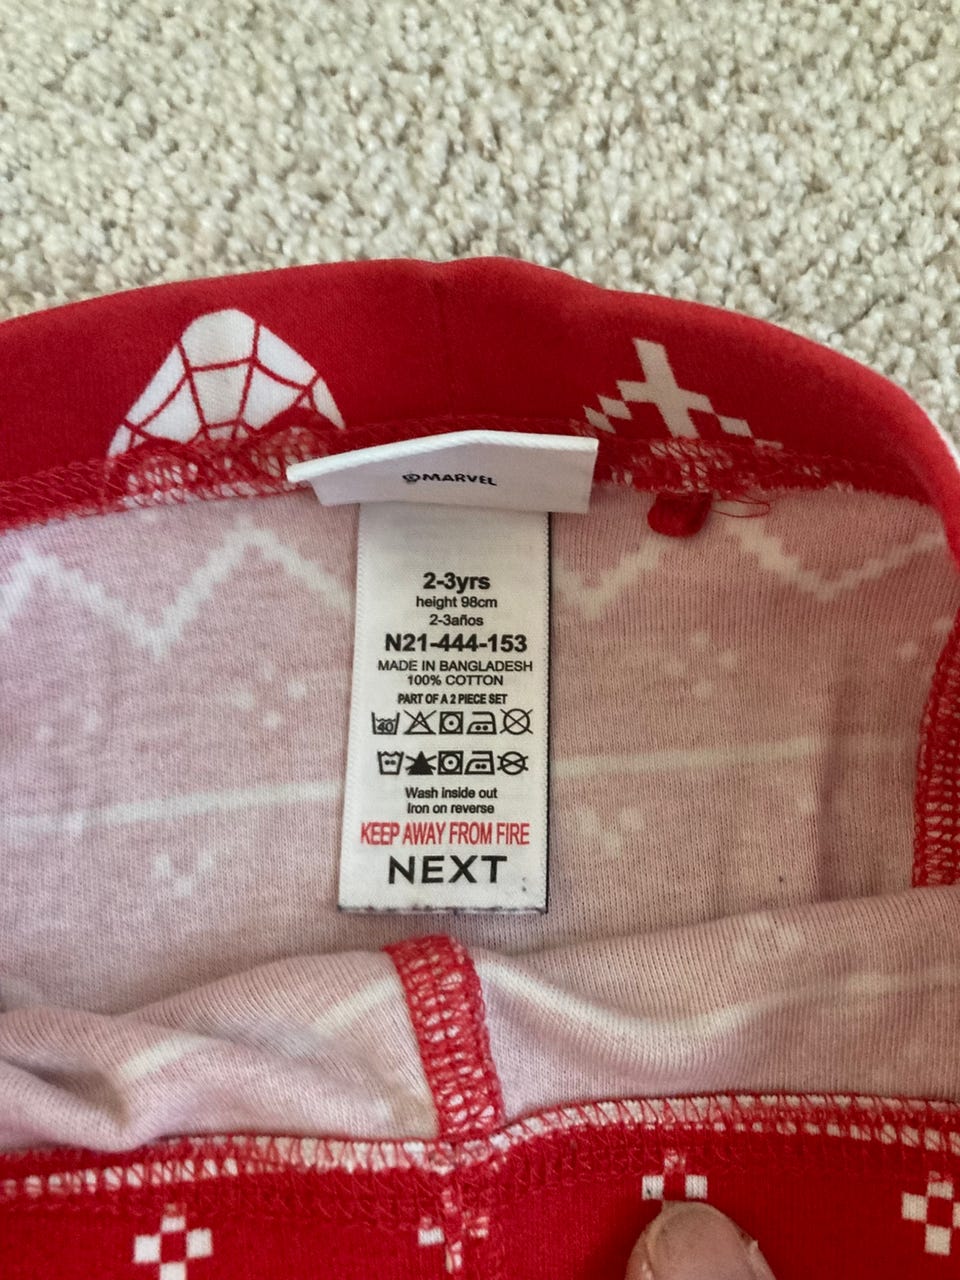 ©MARVEL
2-3yrs
height 98cm
2-3años
N21-444-153
MADE IN BANGLADESH
100% COTTON
PART OF A 2 PIECE SET
40
Wash inside out
Iron on reverse
KEEP AWAY FROM FIRE
NEXT